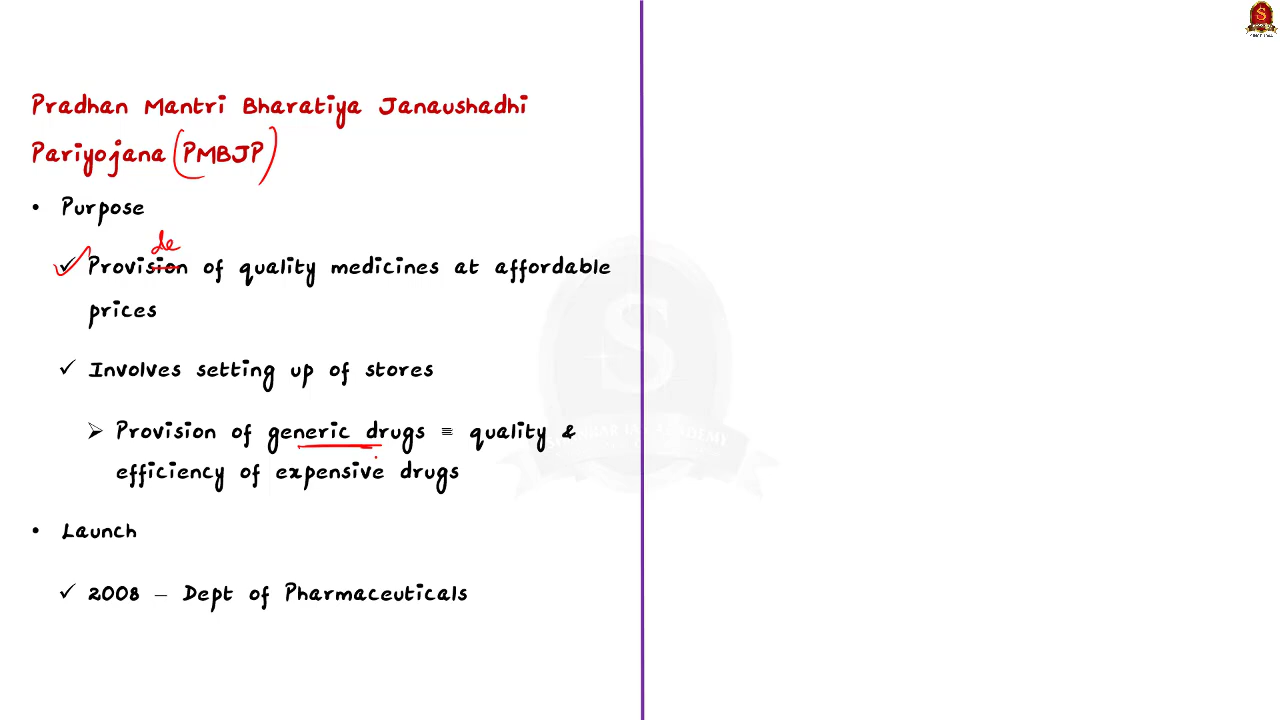 Pradhan Mantri Bharatiya Janaushadhi
Pariyojana (PMBJP)
• Purpose
de
✓ Provision of quality medicines at affordable
prices
✓ Involves setting up of stores
➢ Provision of generic drugs ≡ quality &
efficiency of expensive drugs
• Launch
✓ 2008 – Dept of Pharmaceuticals